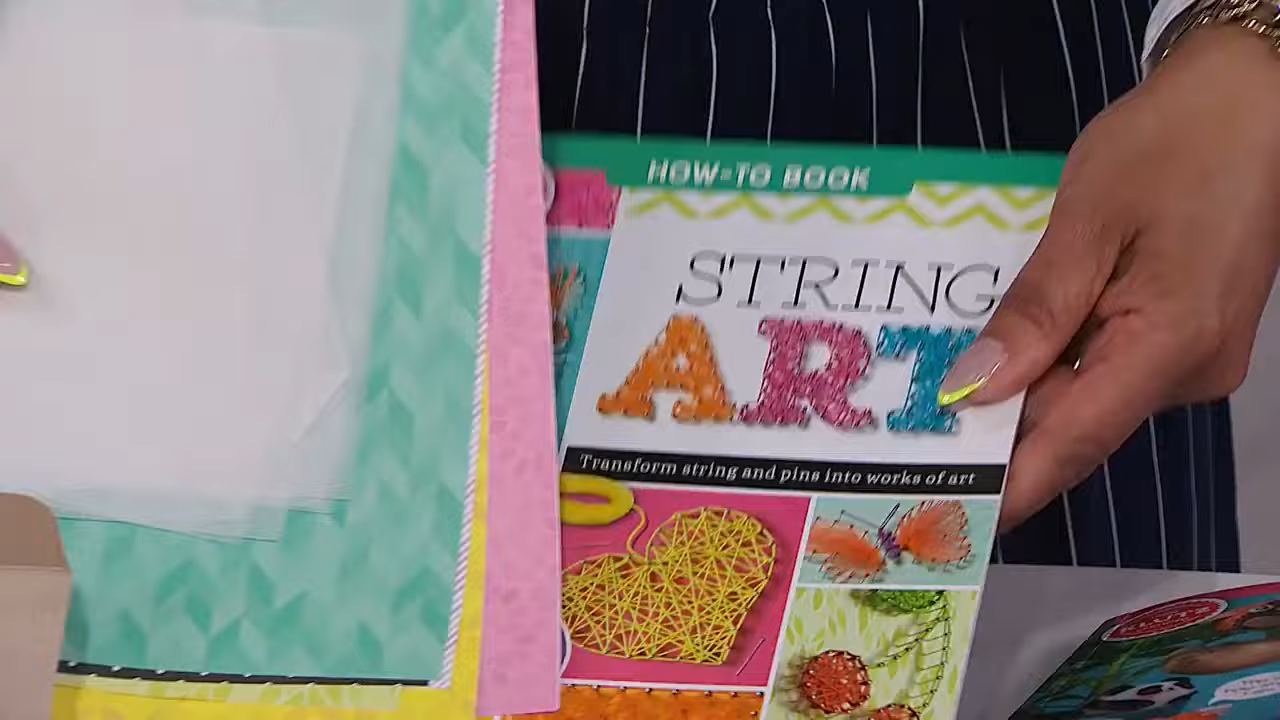 HOW-TO BOOK
STRING
ART
Transform string and pins into works of art